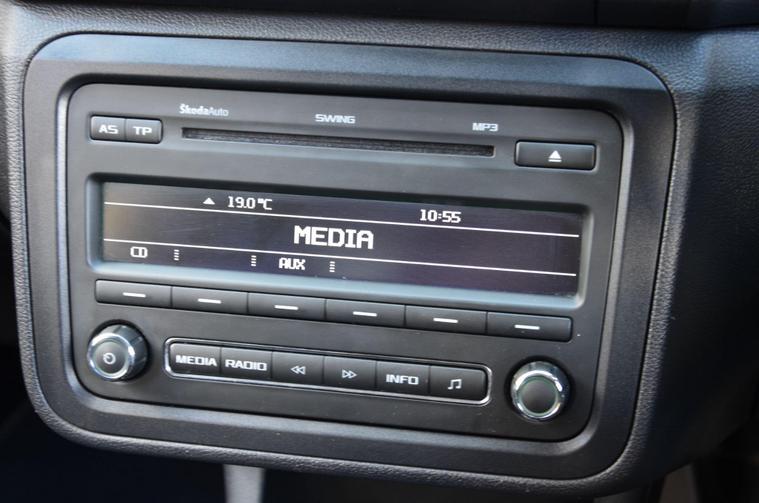 ŠkodaAuto SWING MP3
AS TP
19.0°C 10:55
MEDIA
CD AUX
MEDIA RADIO INFO